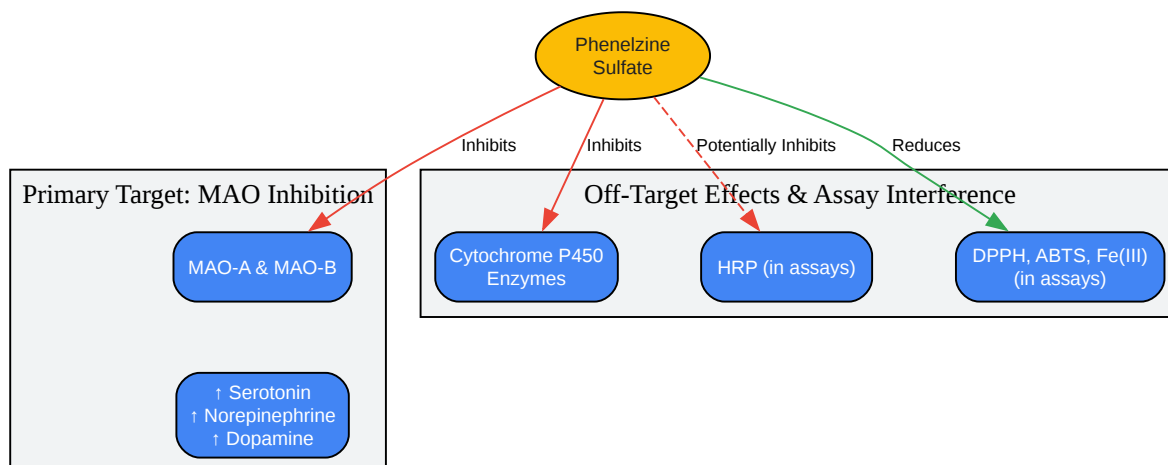 Phenelzine
Sulfate
Inhibits
Inhibits
Potentially Inhibits
Reduces
Primary Target: MAO Inhibition
Off-Target Effects & Assay Interference
MAO-A & MAO-B
Cytochrome P450
Enzymes
HRP (in assays)
DPPH, ABTS, Fe(III)
(in assays)
↑ Serotonin
↑ Norepinephrine
↑ Dopamine